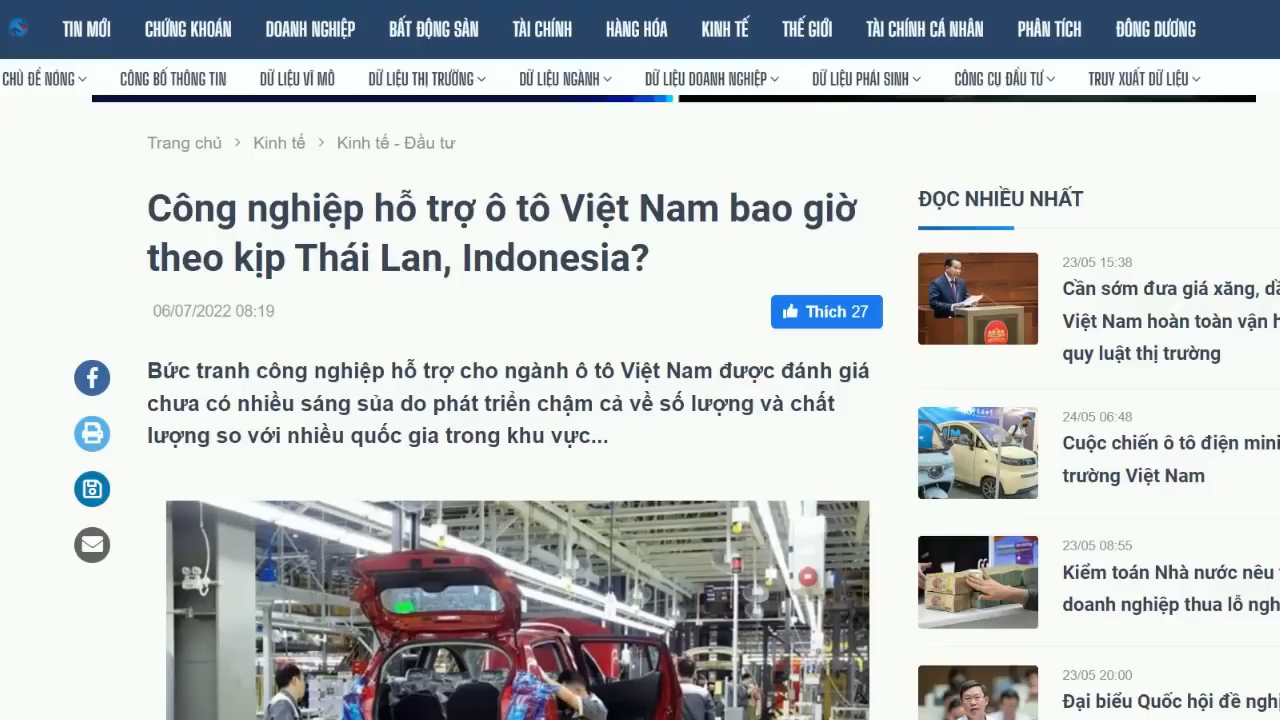 TIN MỚI CHỨNG KHOÁN DOANH NGHIỆP BẤT ĐỘNG SẢN TÀI CHÍNH HÀNG HÓA KINH TẾ THẾ GIỚI TÀI CHÍNH CÁ NHÂN PHÂN TÍCH ĐÔNG DƯƠNG
CHỦ ĐỀ NÓNG CÔNG BỐ THÔNG TIN DỮ LIỆU VĨ MÔ DỮ LIỆU THỊ TRƯỜNG DỮ LIỆU NGÀNH DỮ LIỆU DOANH NGHIỆP DỮ LIỆU PHÁI SINH CÔNG CỤ ĐẦU TƯ TRUY XUẤT DỮ LIỆU
Trang chủ > Kinh tế > Kinh tế - Đầu tư
Công nghiệp hỗ trợ ô tô Việt Nam bao giờ
theo kịp Thái Lan, Indonesia?
06/07/2022 08:19
Thích 27
Bức tranh công nghiệp hỗ trợ cho ngành ô tô Việt Nam được đánh giá
chưa có nhiều sáng sủa do phát triển chậm cả về số lượng và chất
lượng so với nhiều quốc gia trong khu vực...
ĐỌC NHIỀU NHẤT
23/05 15:38
Cần sớm đưa giá xăng,
Việt Nam hoàn toàn vận
quy luật thị trường
24/05 06:48
Cuộc chiến ô tô điện mini
trường Việt Nam
23/05 08:55
Kiểm toán Nhà nước nêu
doanh nghiệp thua lỗ
23/05 20:00
Đại biểu Quốc hội đề nghị